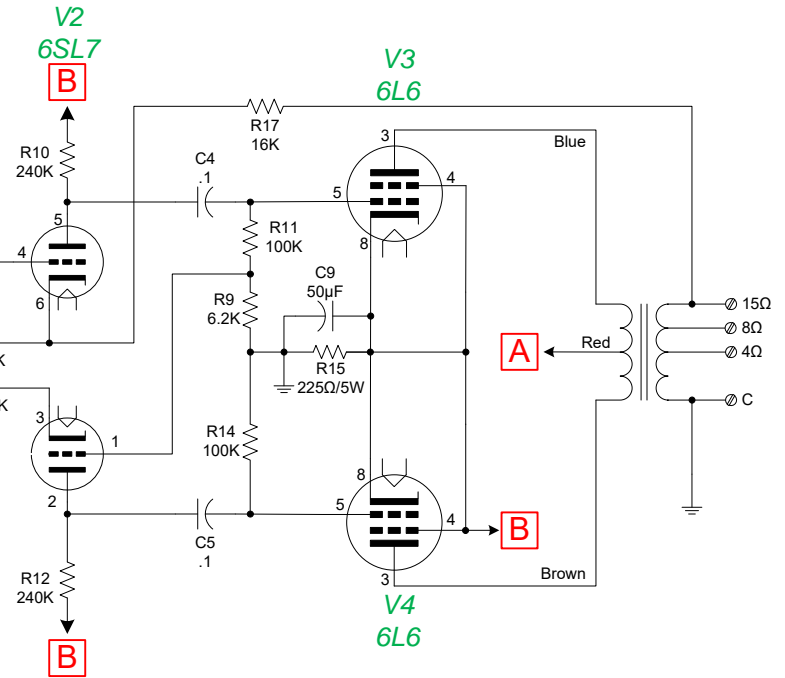 V2
6SL7
B
V3
6L6
R17
16K
3
Blue
R10
240K
C4
.1
5
4
5
R11
100K
8
4
6
C9
50µF
R9
6.2K
15Ω
8Ω
A
Red
4Ω
K
R15
225Ω/5W
C
K
3
1
R14
100K
8
2
5
4
B
C5
.1
R12
240K
3
Brown
V4
6L6
B